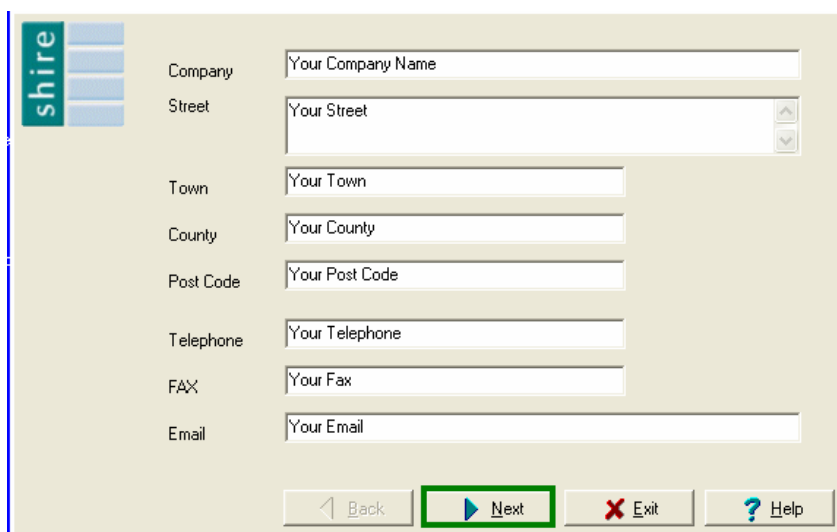 shire
Company
Your Company Name
Street
Your Street
Town
Your Town
County
Your County
Post Code
Your Post Code
Telephone
Your Telephone
FAX
Your Fax
Email
Your Email
Back
Next
Exit
Help